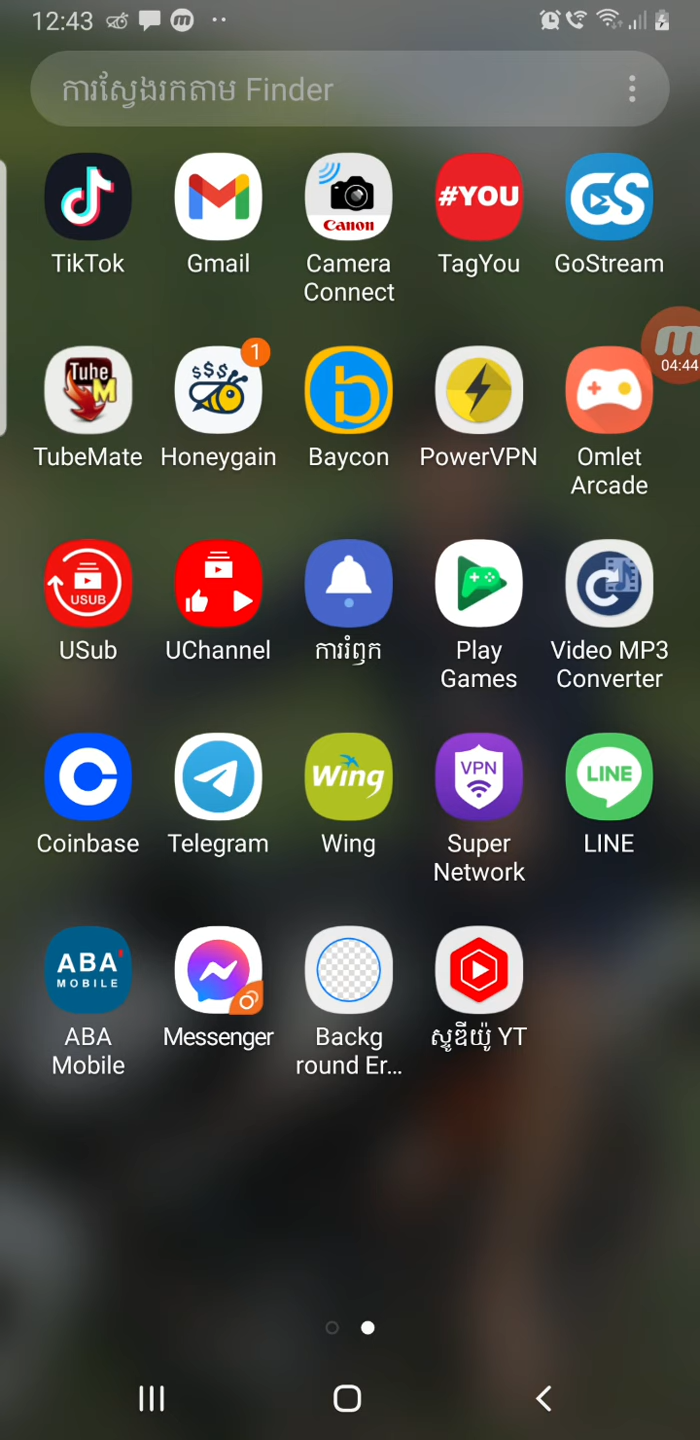 12:43
ការស្វែងរកតាម Finder
TikTok
Gmail
Canon
Camera
Connect
#YOU
TagYou
GS
GoStream
04:44
Tube
M
TubeMate
$$$
1
Honeygain
b
Baycon
PowerVPN
Omlet
Arcade
USUB
USub
UChannel
ការរំឭក
Play
Games
Video MP3
Converter
Coinbase
Telegram
Wing
Wing
VPN
Super
Network
LINE
LINE
ABA'
MOBILE
ABA
Mobile
Messenger
Backg
round Er...
ស្ទូឌីយ៉ូ YT